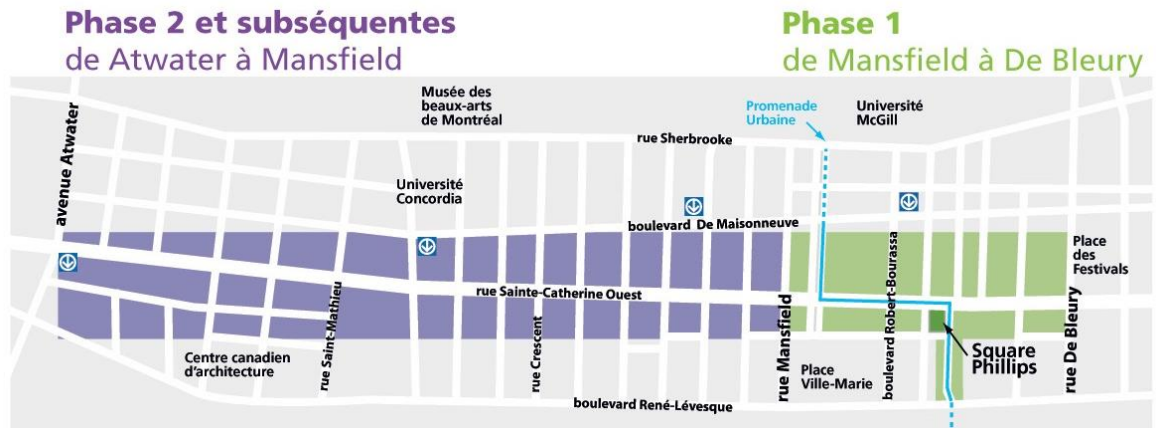 Phase 2 et subséquentes
de Atwater à Mansfield
Phase 1
de Mansfield à De Bleury
avenue Atwater
Musée des
beaux-arts
de Montréal
rue Sherbrooke
Promenade
Urbaine
Université
McGill
Université
Concordia
boulevard De Maisonneuve
boulevard Robert-Bourassa
Place
des
Festivals
rue Sainte-Catherine Ouest
rue Saint-Mathieu
rue Crescent
rue Mansfield
rue De Bleury
Centre canadien
d'architecture
Place
Ville-Marie
Square
Phillips
boulevard René-Lévesque